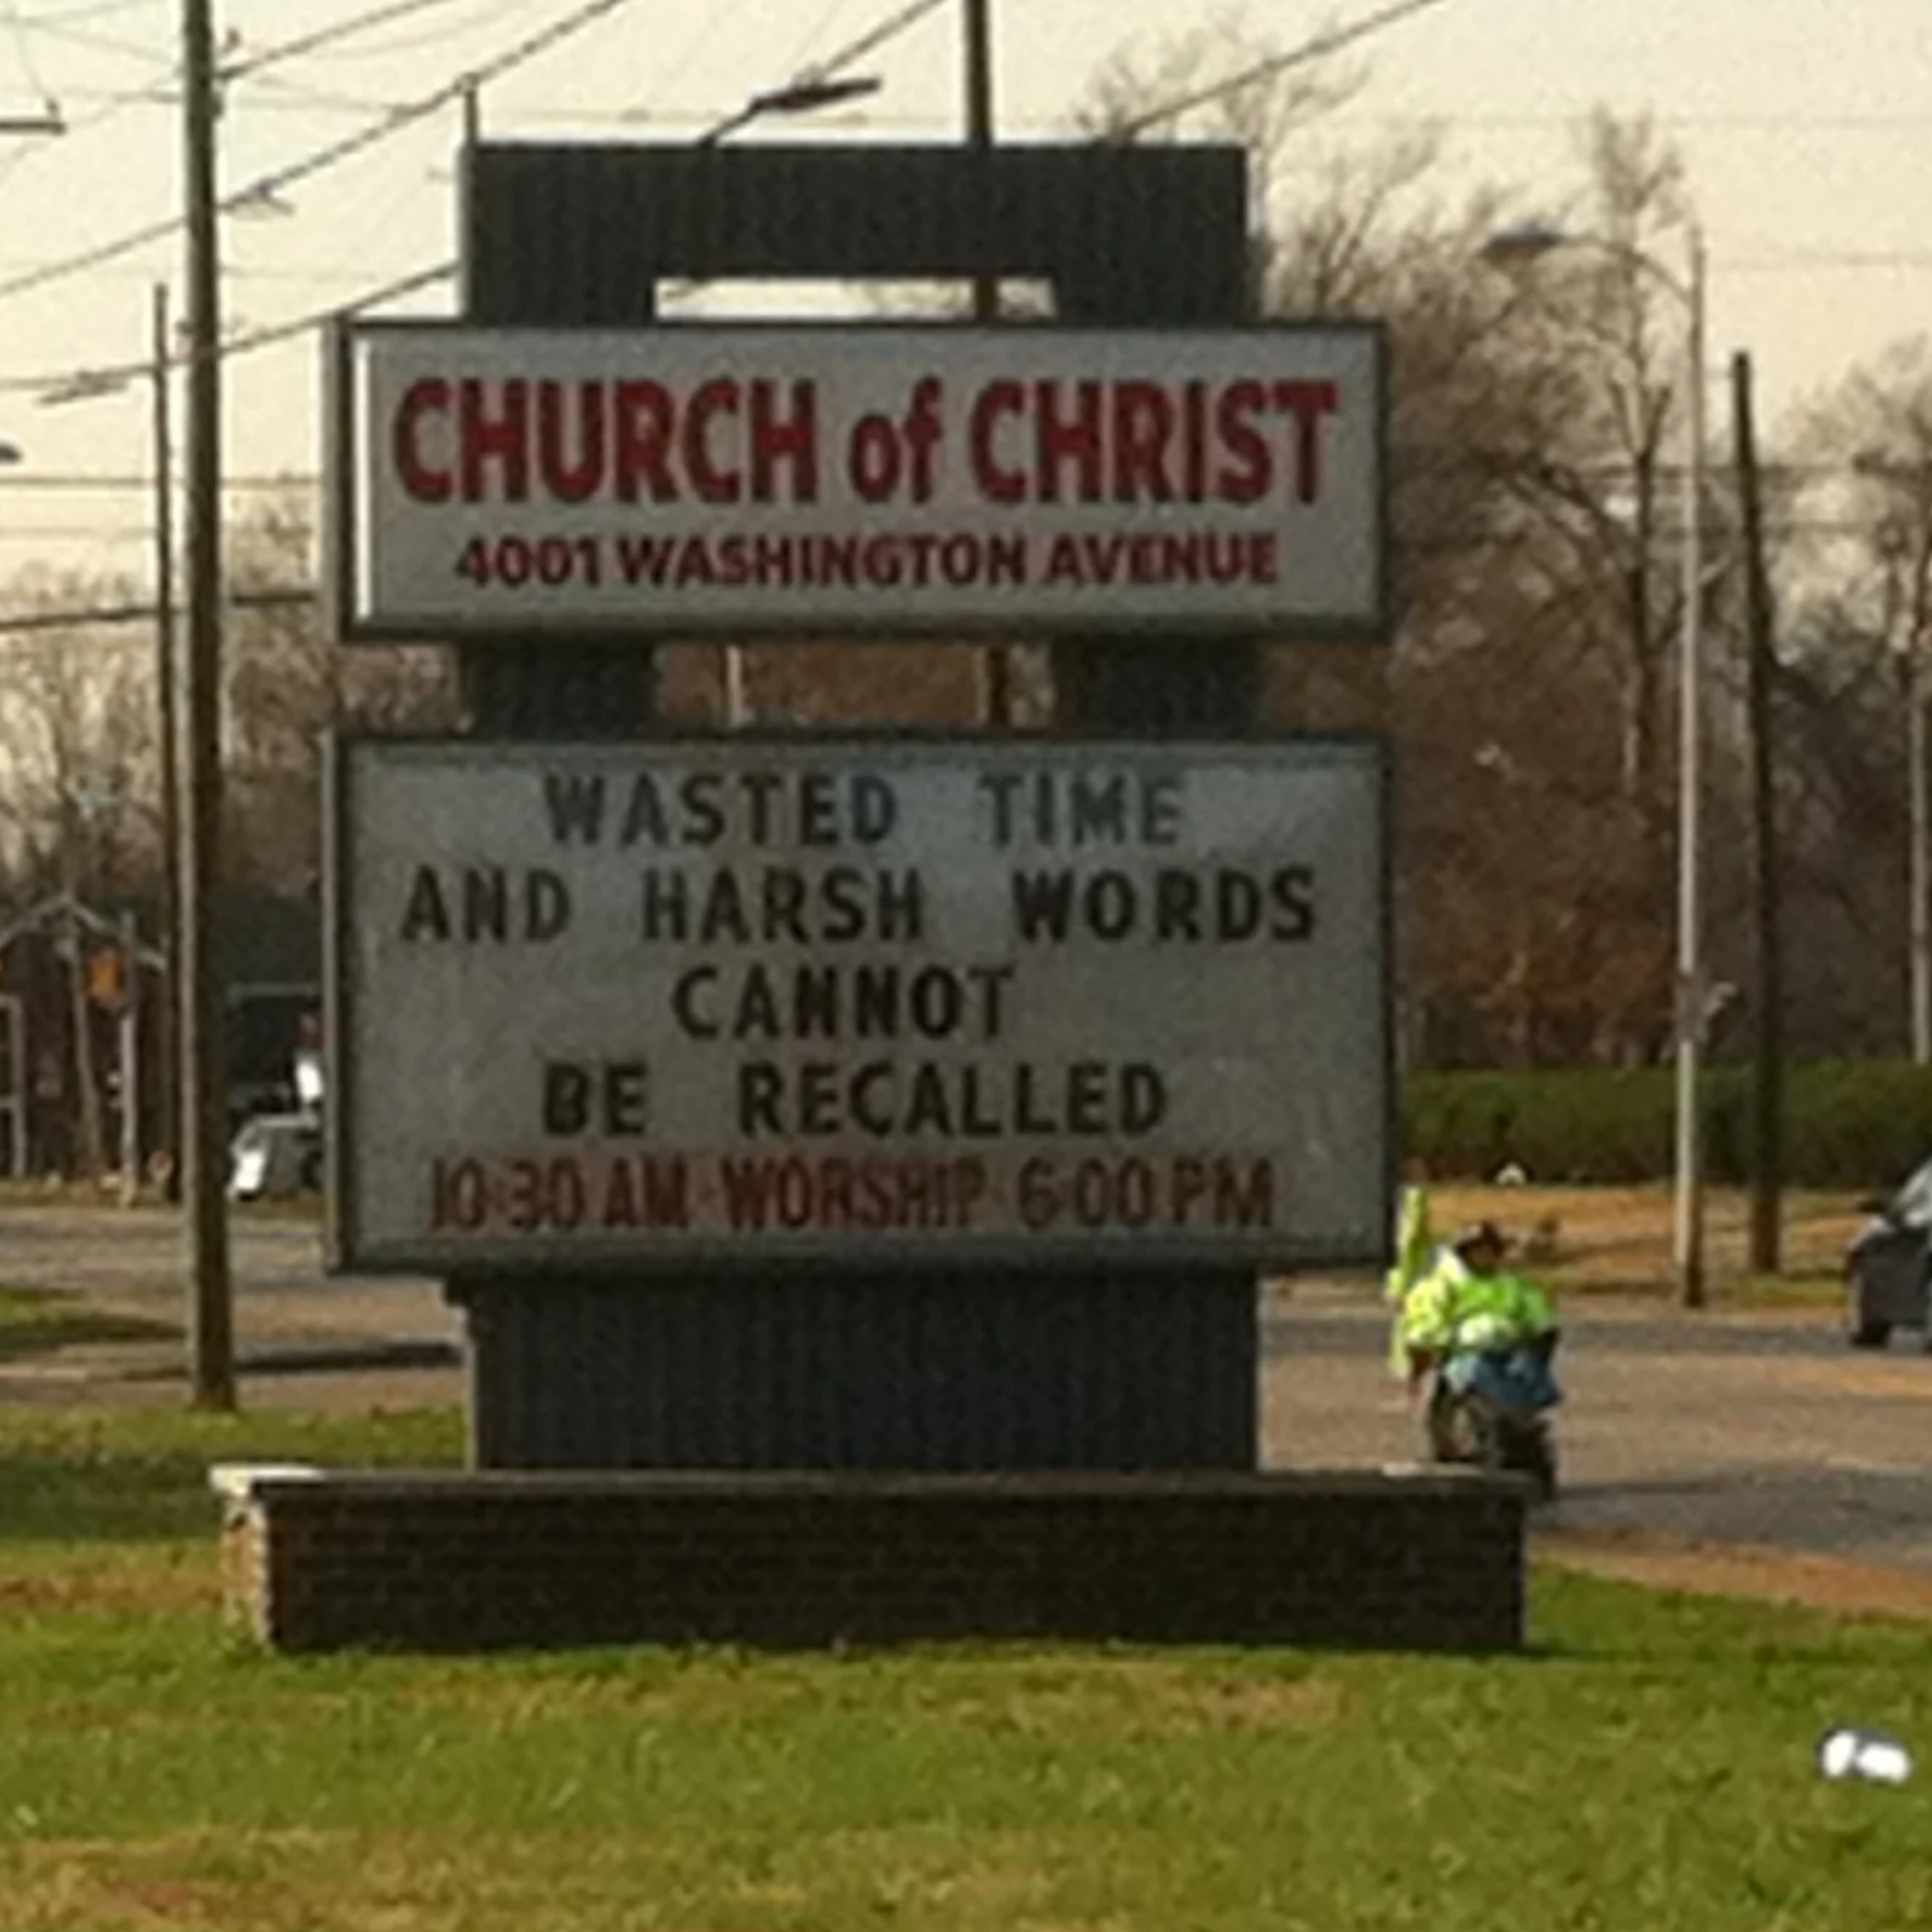 CHURCH of CHRIST
4001 WASHINGTON AVENUE
WASTED TIME
AND HARSH WORDS
CANNOT
BE RECALLED
10:30 AM · WORSHIP · 6:00 PM